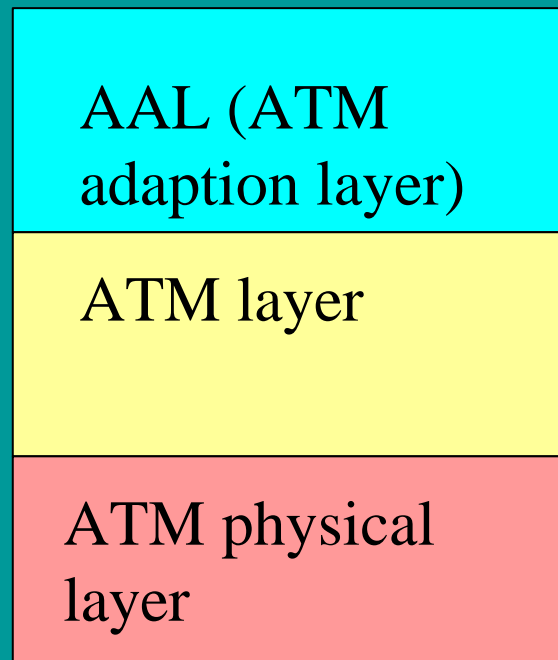 AAL (ATM
adaption layer)
ATM layer
ATM physical
layer